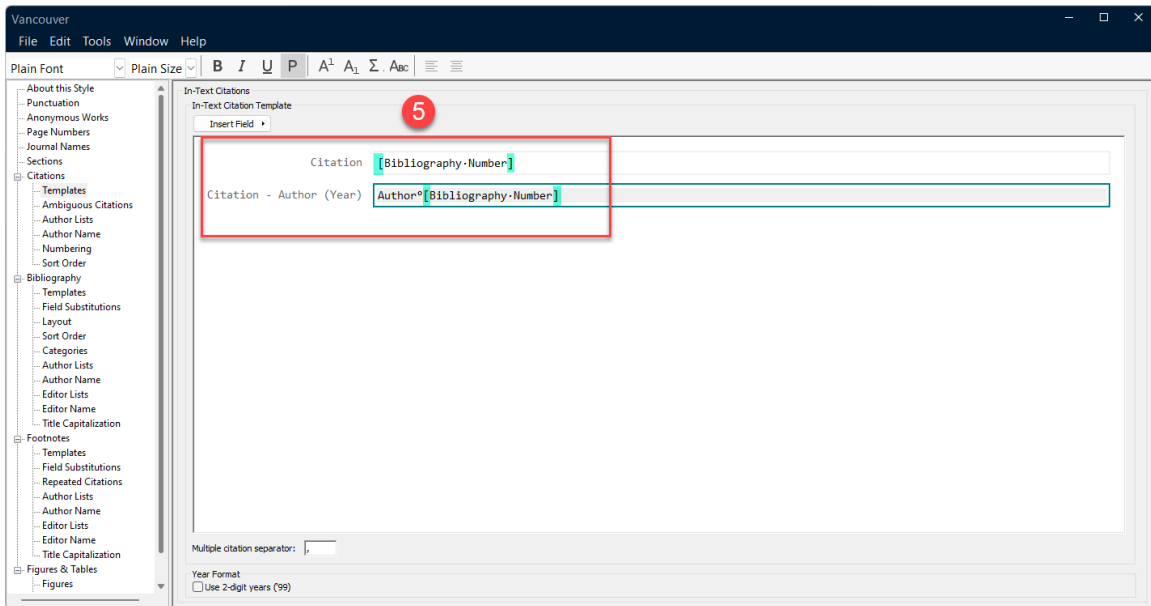 Vancouver
File Edit Tools Window Help
Plain Font Plain Size B I U P A1 A1 Σ ABC
About this Style
Punctuation
Anonymous Works
Page Numbers
Journal Names
Sections
Citations
Templates
Ambiguous Citations
Author Lists
Author Name
Numbering
Sort Order
Bibliography
Templates
Field Substitutions
Layout
Sort Order
Categories
Author Lists
Author Name
Editor Lists
Editor Name
Title Capitalization
Footnotes
Templates
Field Substitutions
Repeated Citations
Author Lists
Author Name
Editor Lists
Editor Name
Title Capitalization
Figures & Tables
Figures
In-Text Citations
In-Text Citation Template
Insert Field
5
Citation [Bibliography·Number]
Citation - Author (Year) Author°[Bibliography·Number]
Multiple citation separator: ,
Year Format
Use 2-digit years ('99)